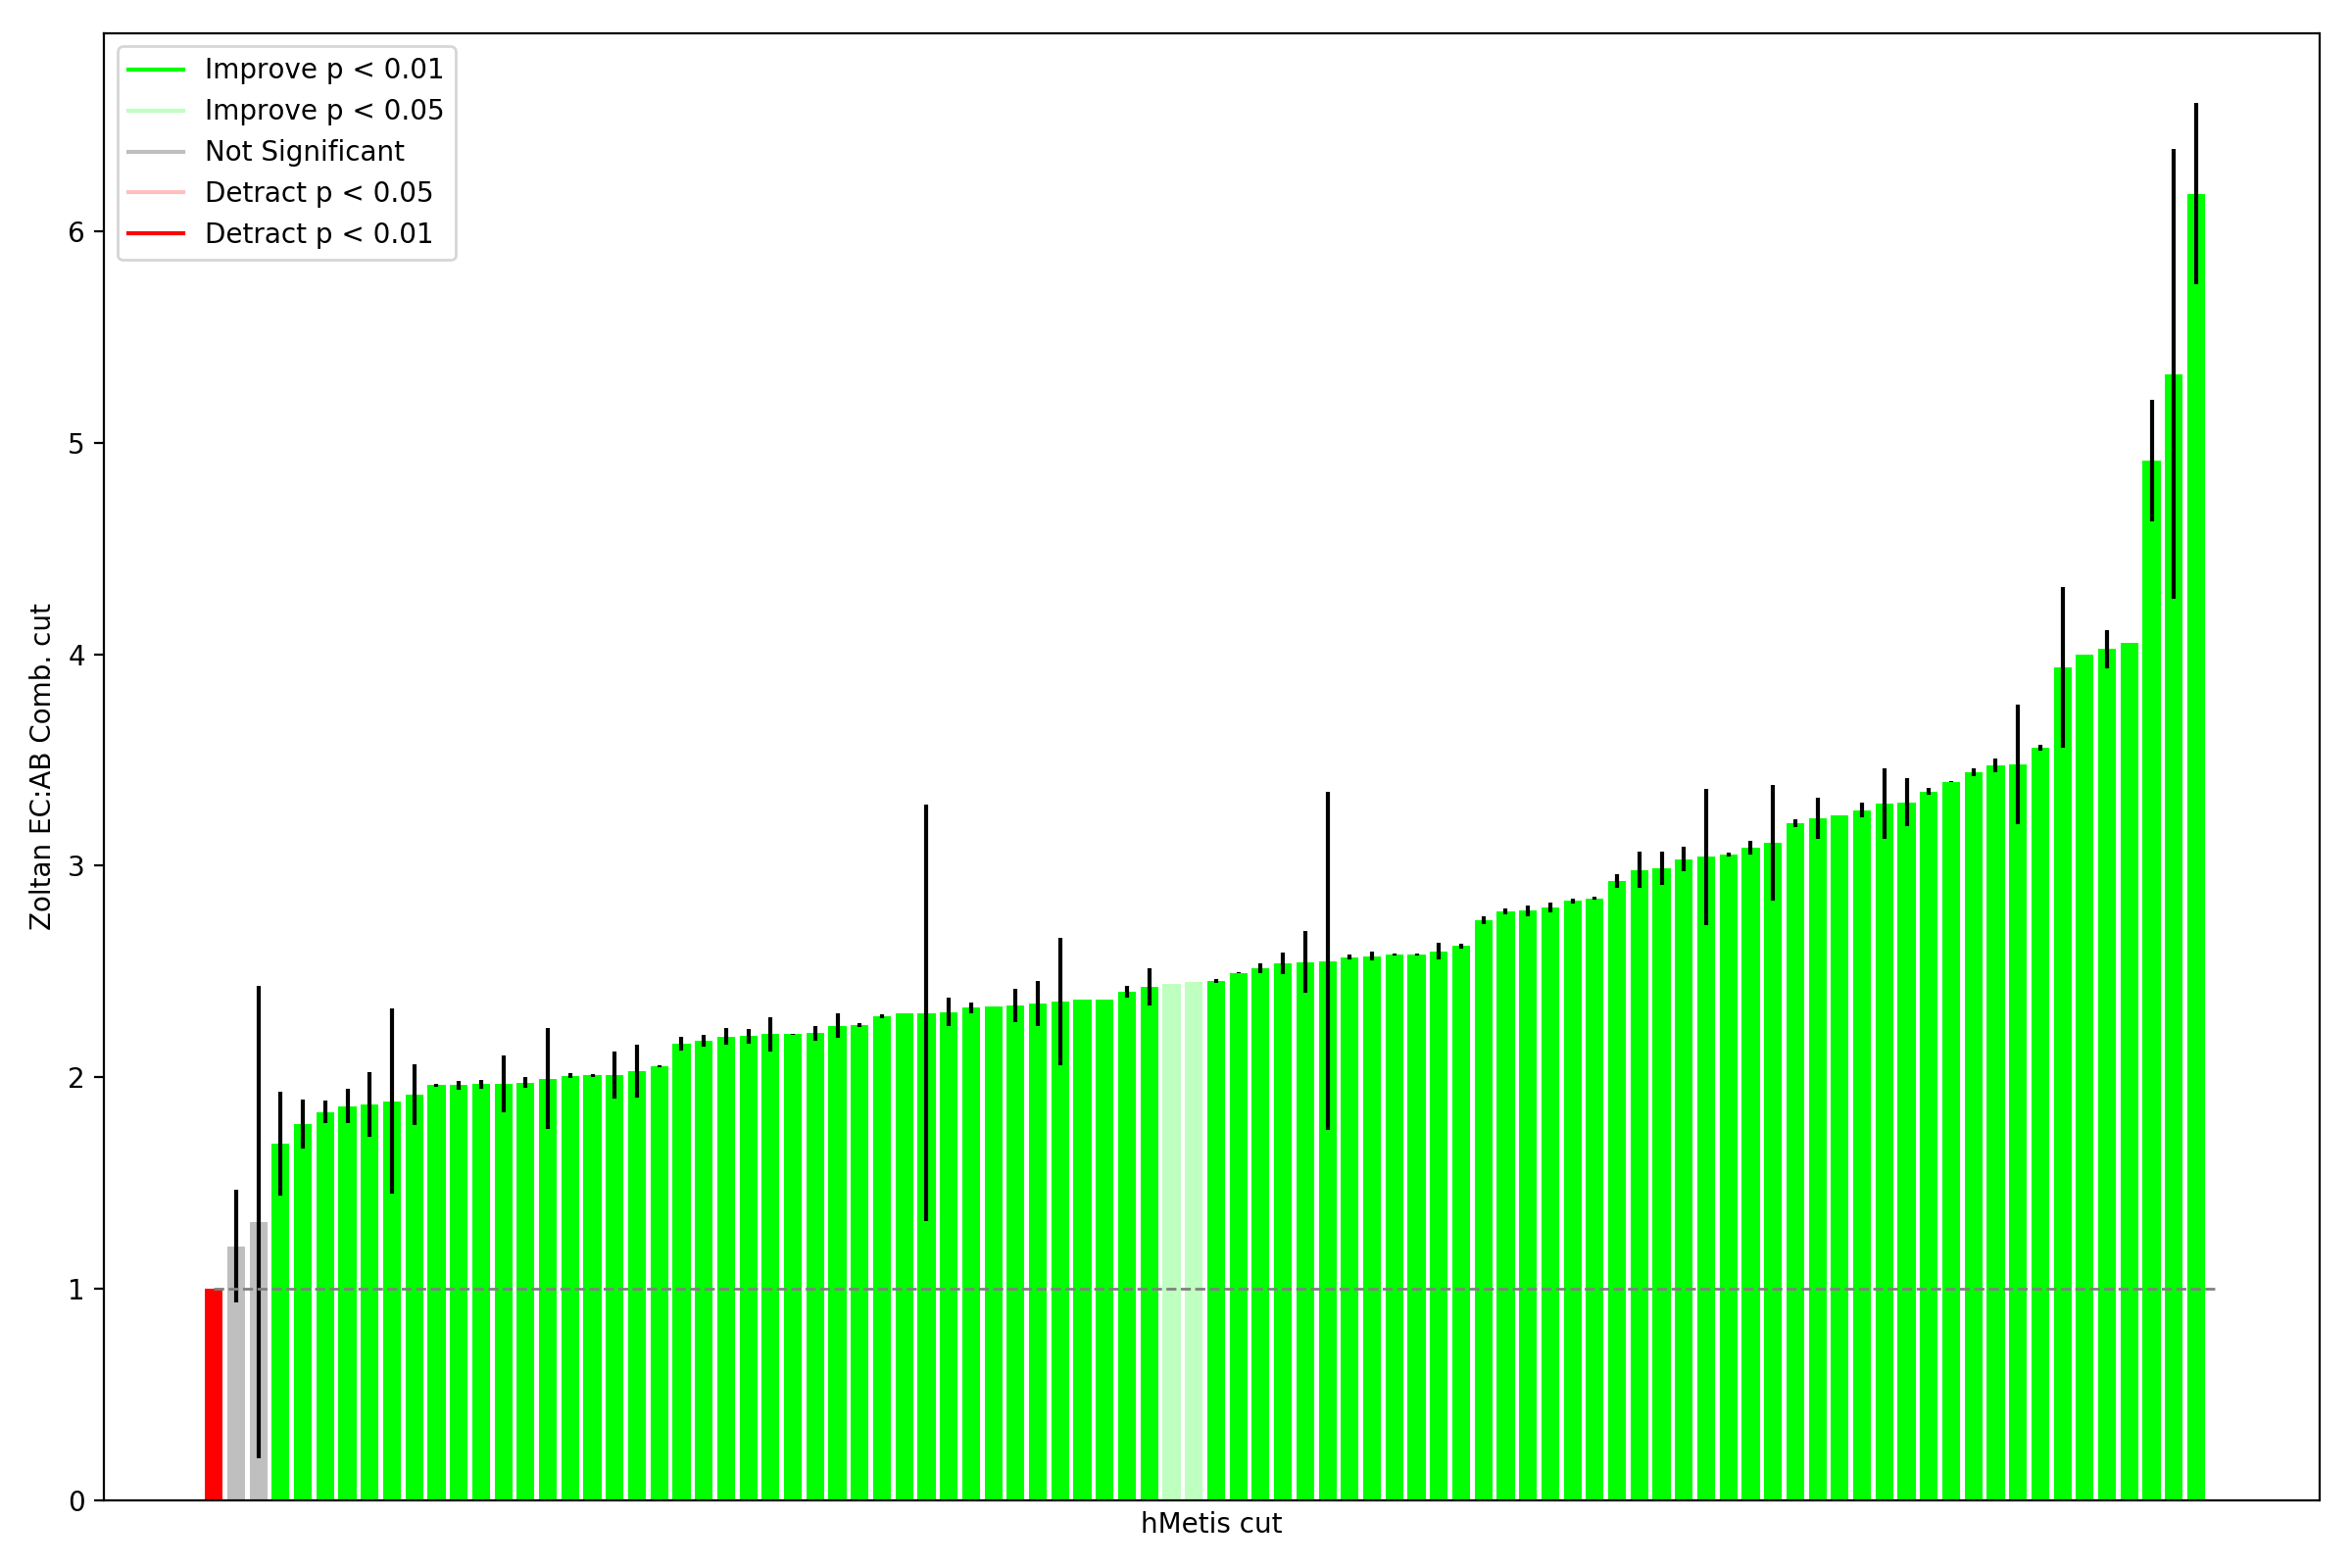 Improve p < 0.01
Improve p < 0.05
Not Significant
Detract p < 0.05
Detract p < 0.01
6
5
4
3
2
1
0
Zoltan EC:AB Comb. cut
hMetis cut